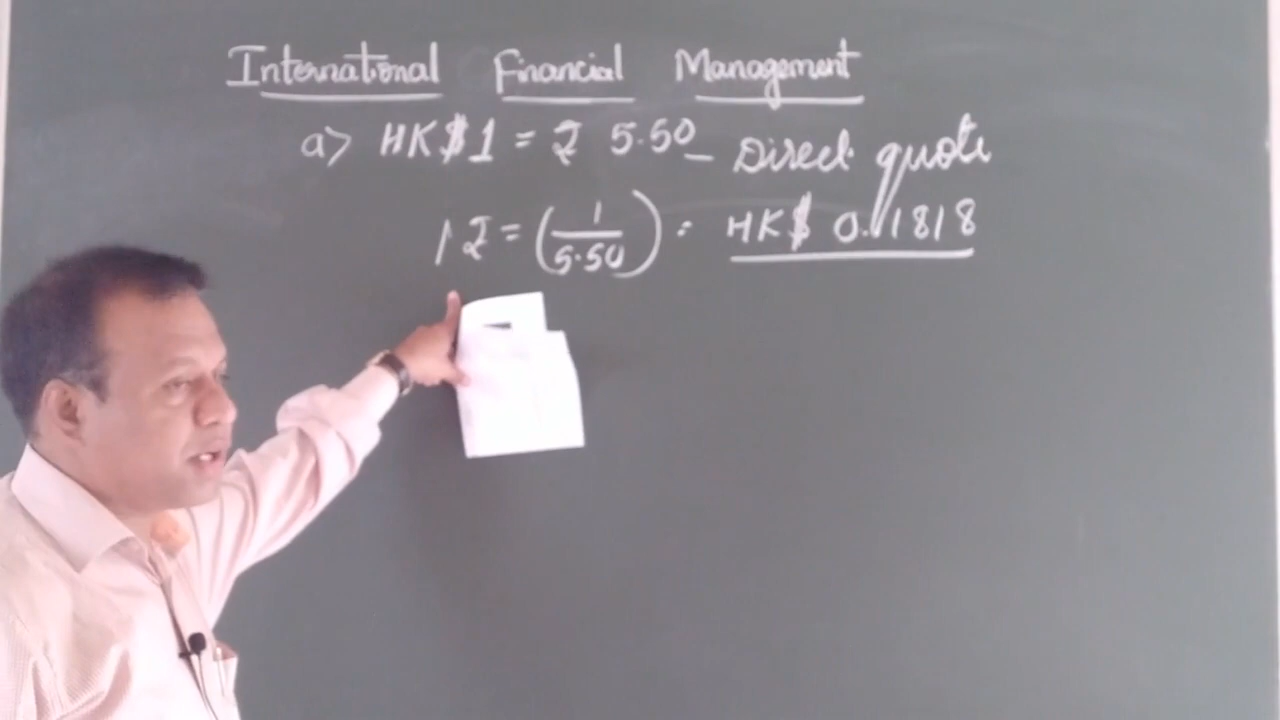 International Financial Management
a> HK$1 = ₹ 5.50 – Direct quote
1₹ = (1/5.50) = HK$ 0.1818